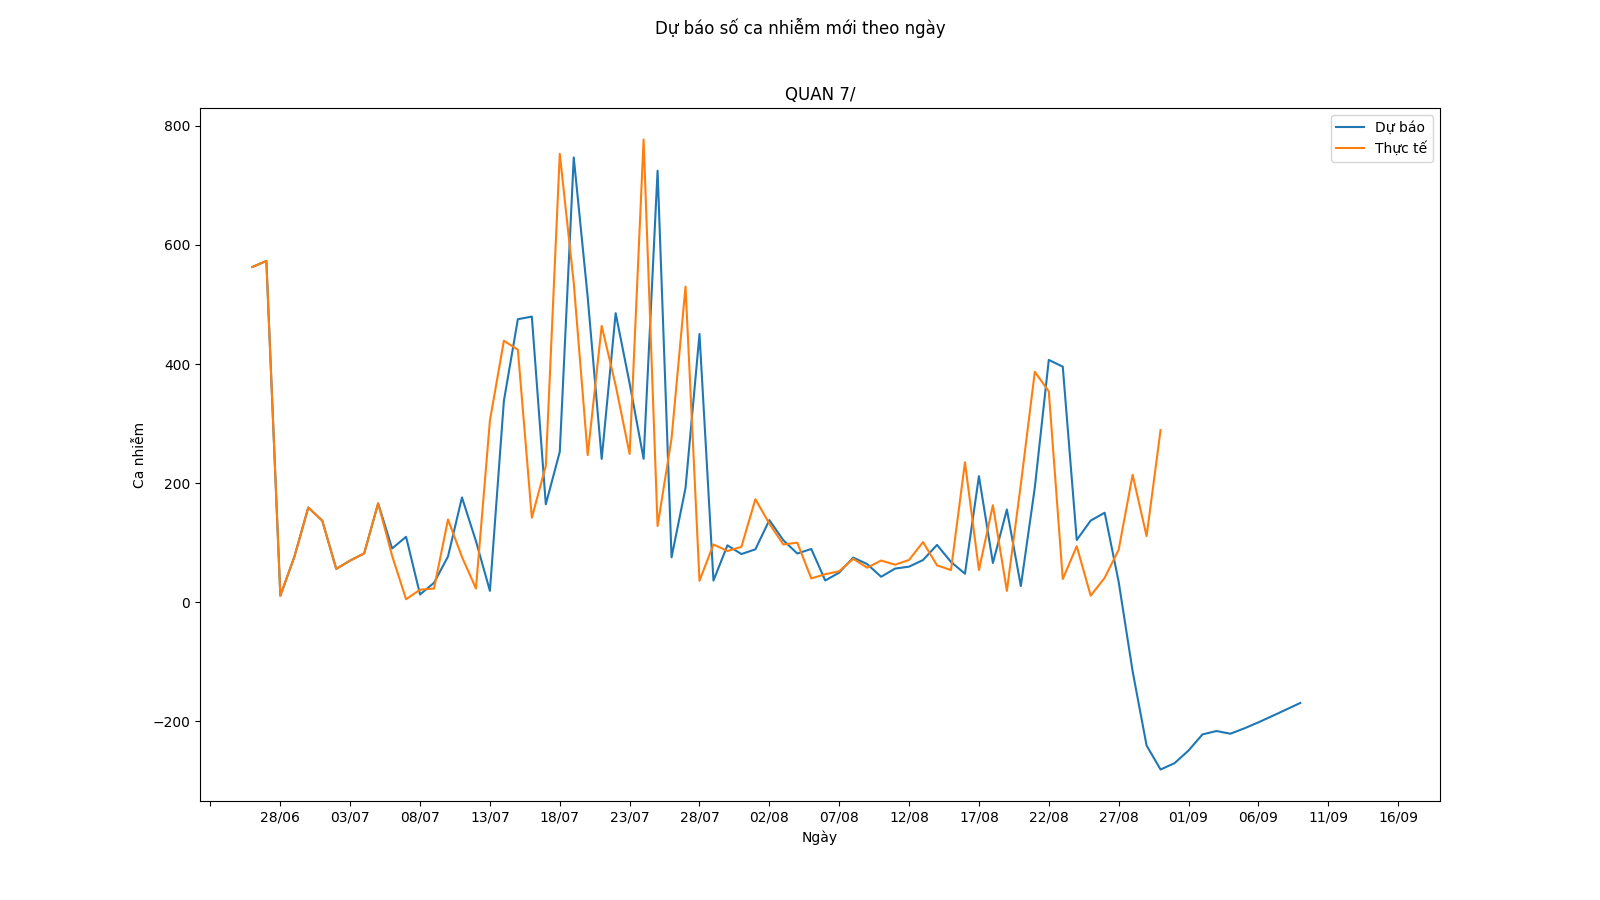 Dự báo số ca nhiễm mới theo ngày
QUAN 7/
Dự báo
Thực tế
800
600
400
200
0
−200
Ca nhiễm
28/06 03/07 08/07 13/07 18/07 23/07 28/07 02/08 07/08 12/08 17/08 22/08 27/08 01/09 06/09 11/09 16/09
Ngày